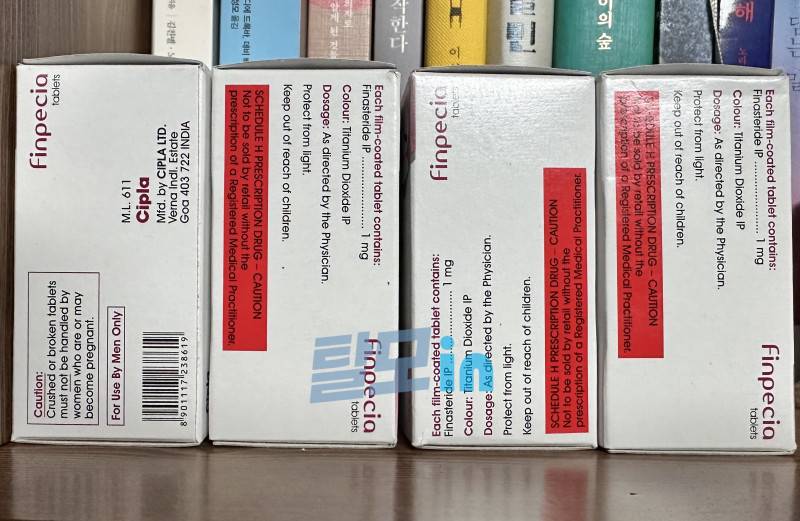 이의 숲
Finpecia
tablets
M.L. 611
Cipla
Mfd. by CIPLA LTD.
Verna Indl. Estate
Goa 403 722 INDIA
Caution:
Crushed or broken tablets
must not be handled by
women who are or may
become pregnant.
For Use By Men Only
8 901117 238619
Each film-coated tablet contains:
Finasteride IP ........................ 1 mg
Colour: Titanium Dioxide IP
Dosage: As directed by the Physician.
Protect from light.
Keep out of reach of children.
SCHEDULE H PRESCRIPTION DRUG – CAUTION
Not to be sold by retail without the
prescription of a Registered Medical Practitioner.
Finpecia
tablets
Finpecia
tablets
Each film-coated tablet contains:
Finasteride IP ........................ 1 mg
Colour: Titanium Dioxide IP
Dosage: As directed by the Physician.
Protect from light.
Keep out of reach of children.
SCHEDULE H PRESCRIPTION DRUG – CAUTION
Not to be sold by retail without the
prescription of a Registered Medical Practitioner.
Each film-coated tablet contains:
Finasteride IP ........................ 1 mg
Colour: Titanium Dioxide IP
Dosage: As directed by the Physician.
Protect from light.
Keep out of reach of children.
SCHEDULE H PRESCRIPTION DRUG – CAUTION
Not to be sold by retail without the
prescription of a Registered Medical Practitioner.
Finpecia
tablets
탈모